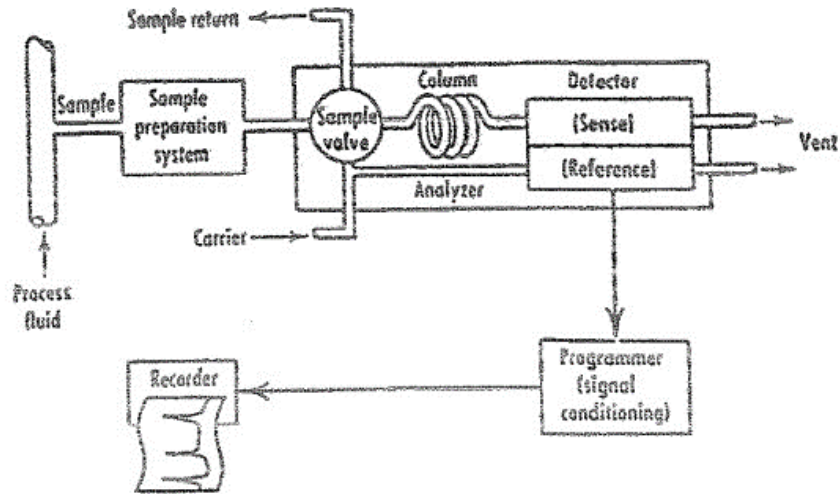 Sample return
Sample
Sample
preparation
system
Sample
valve
Column
Detector
(Sense)
(Reference)
Vent
Analyzer
Carrier
Process
fluid
Programmer
(signal
conditioning)
Recorder